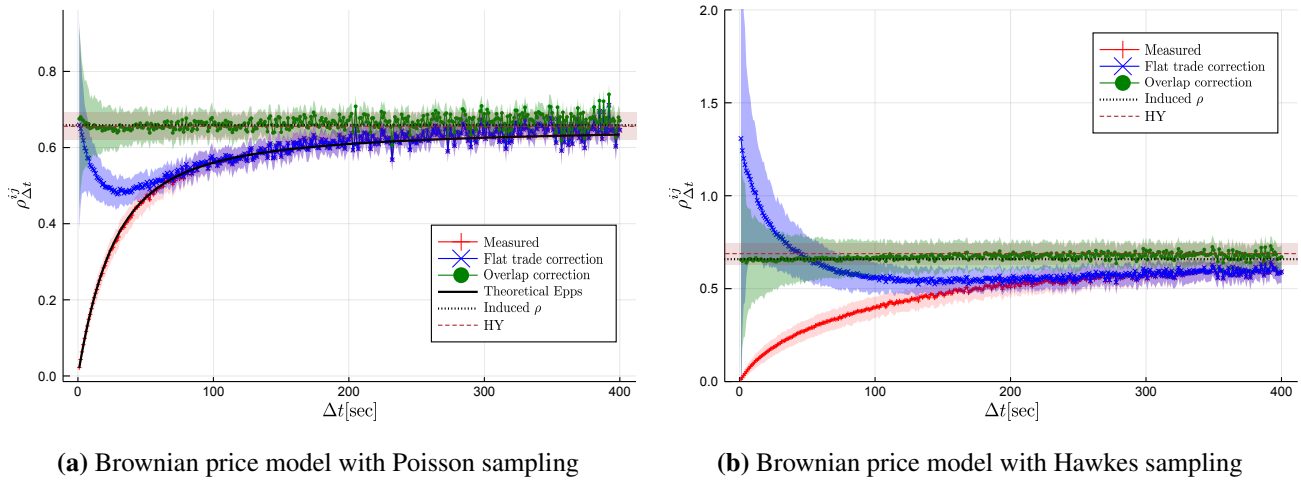 0.8
0.6
0.4
0.2
0.0
ρ^{ij}_{Δt}
0
100
200
300
400
Δt[sec]
Measured
Flat trade correction
Overlap correction
Theoretical Epps
Induced ρ
HY
(a) Brownian price model with Poisson sampling
2.0
1.5
1.0
0.5
0.0
ρ^{ij}_{Δt}
0
100
200
300
400
Δt[sec]
Measured
Flat trade correction
Overlap correction
Induced ρ
HY
(b) Brownian price model with Hawkes sampling